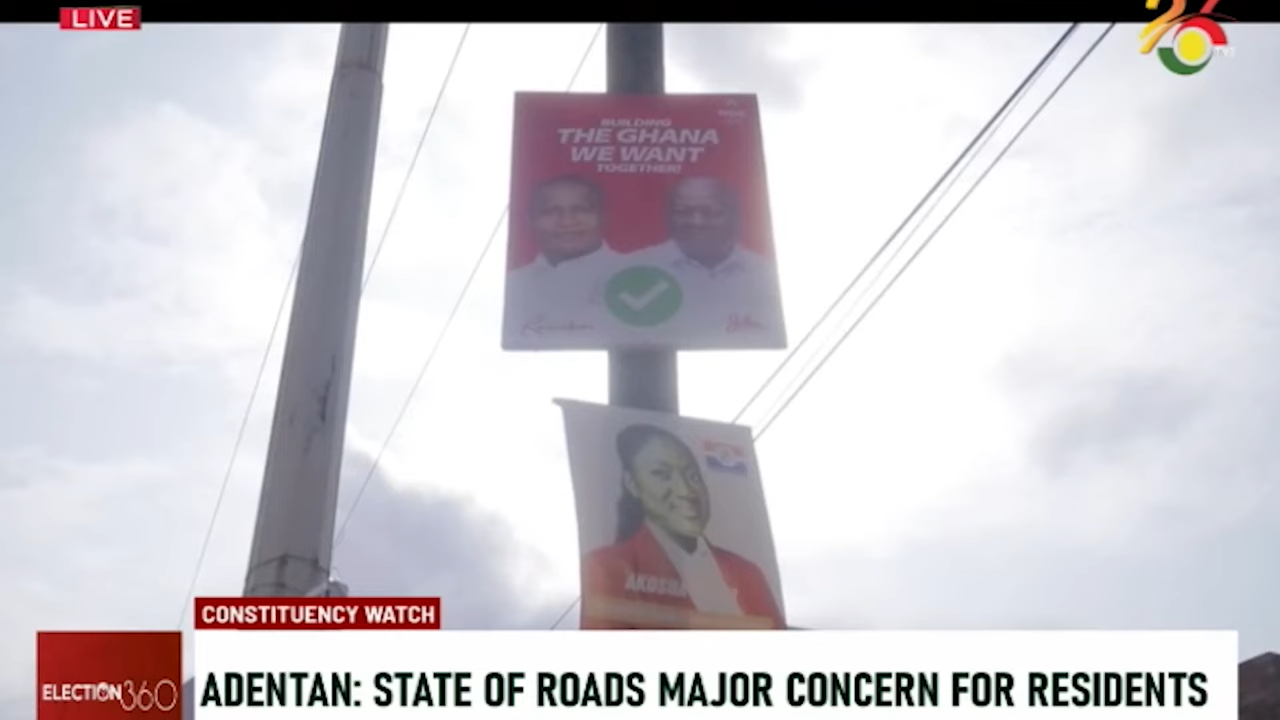 LIVE
BUILDING
THE GHANA
WE WANT
TOGETHER!
AKOSUA
CONSTITUENCY WATCH
ELECTION360
ADENTAN: STATE OF ROADS MAJOR CONCERN FOR RESIDENTS